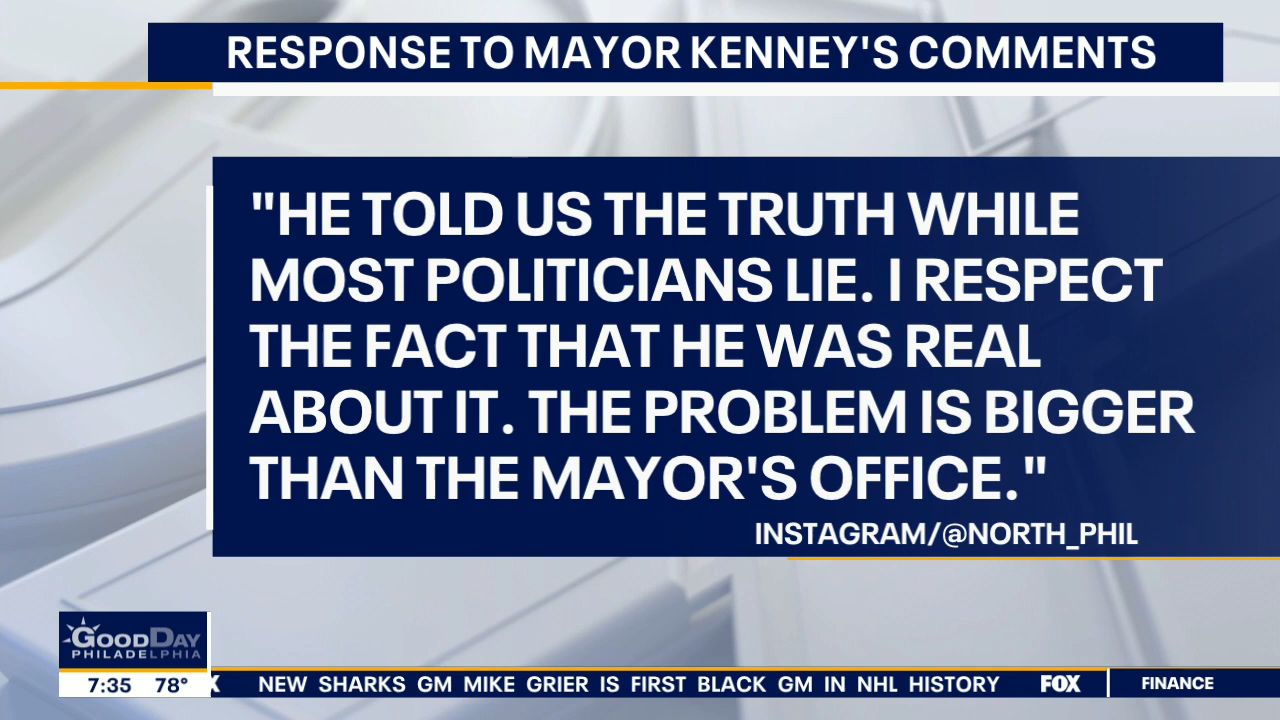 RESPONSE TO MAYOR KENNEY'S COMMENTS
"HE TOLD US THE TRUTH WHILE
MOST POLITICIANS LIE. I RESPECT
THE FACT THAT HE WAS REAL
ABOUT IT. THE PROBLEM IS BIGGER
THAN THE MAYOR'S OFFICE."
INSTAGRAM/@NORTH_PHIL
GOODDAY
PHILADELPHIA
7:35 78° X NEW SHARKS GM MIKE GRIER IS FIRST BLACK GM IN NHL HISTORY FOX FINANCE